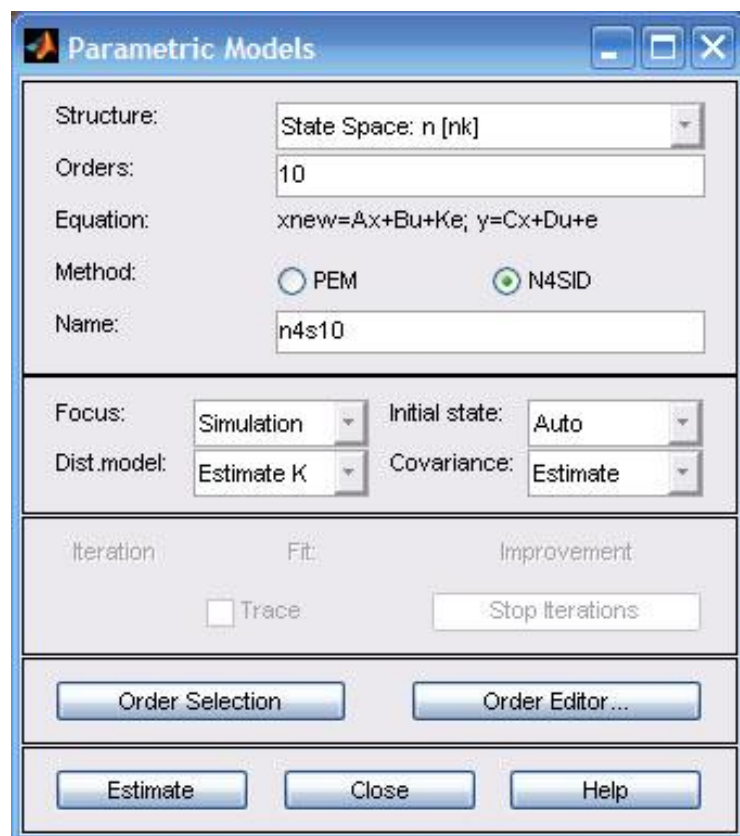 Parametric Models
Structure: State Space: n [nk]
Orders: 10
Equation: xnew=Ax+Bu+Ke; y=Cx+Du+e
Method: PEM N4SID
Name: n4s10
Focus: Simulation Initial state: Auto
Dist.model: Estimate K Covariance: Estimate
Iteration Fit: Improvement
Trace Stop Iterations
Order Selection Order Editor...
Estimate Close Help